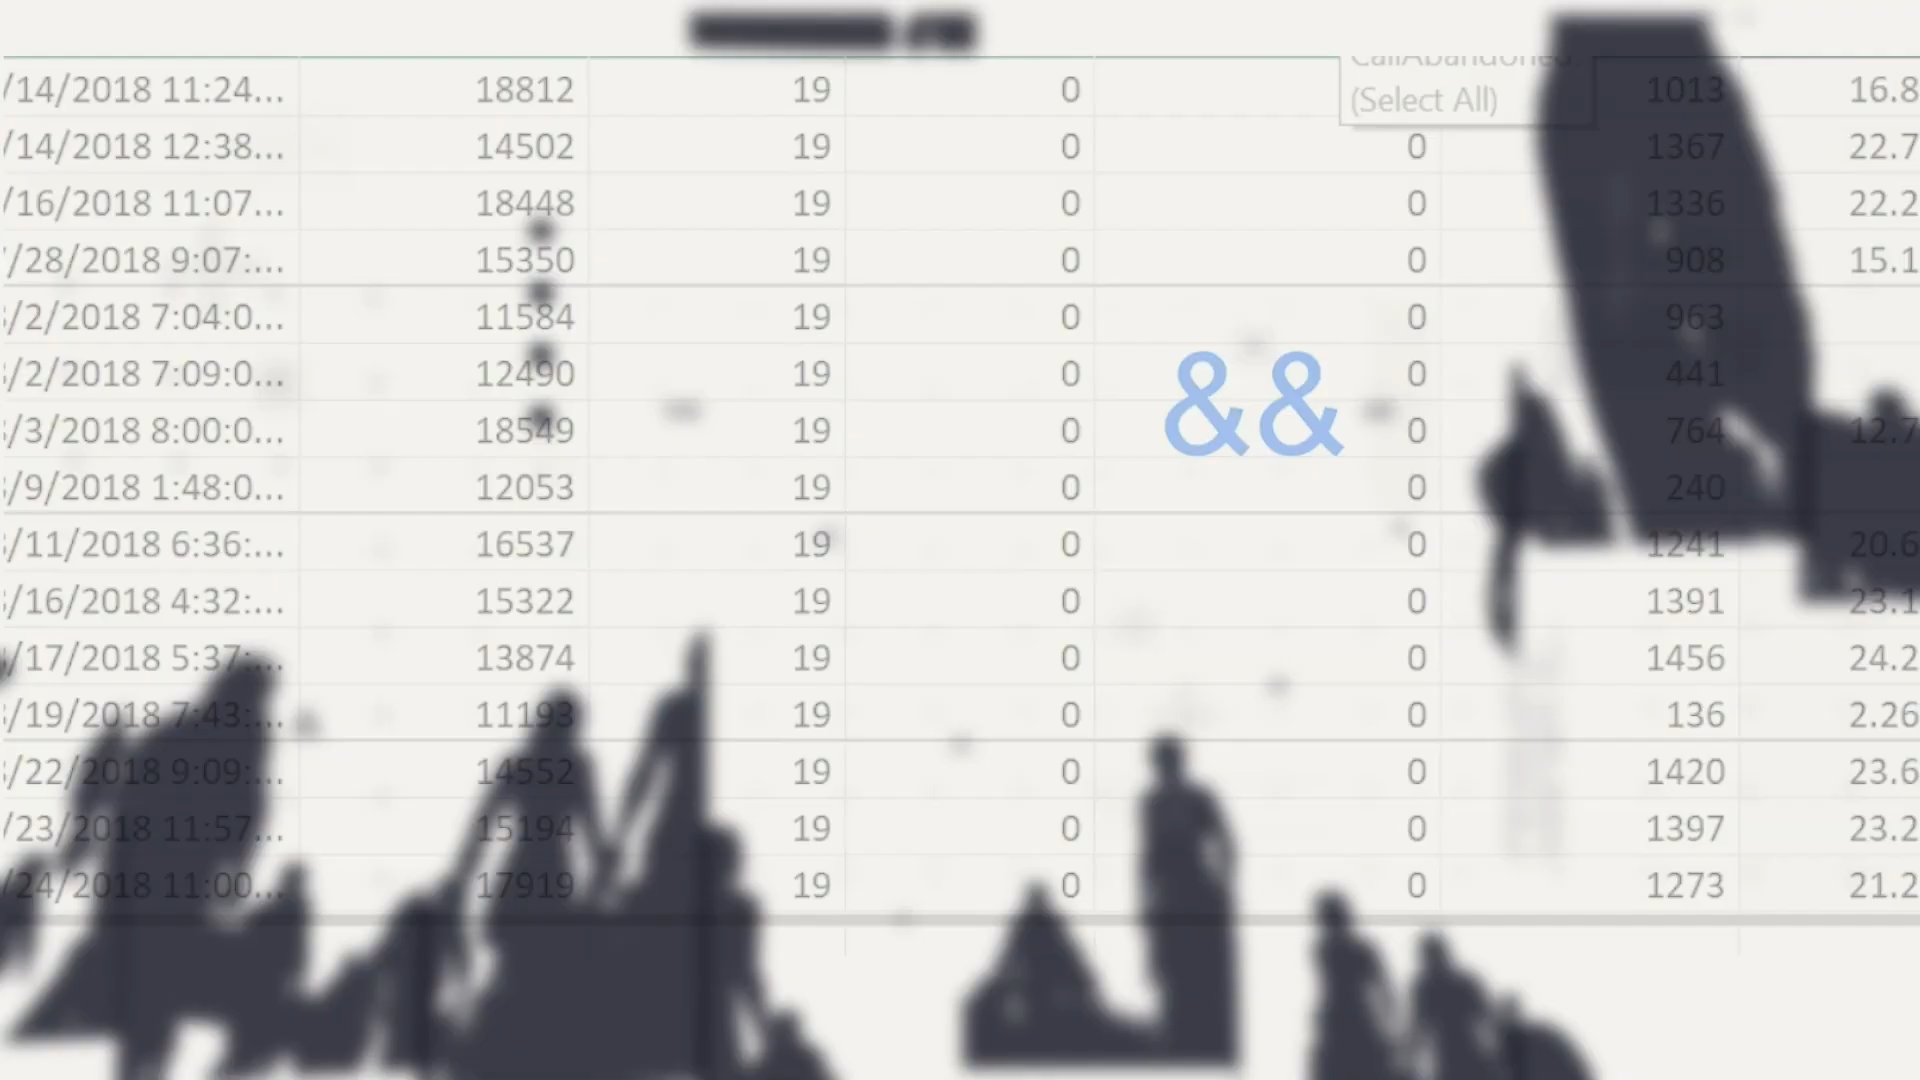 CallAbandoned:
(Select All)
/14/2018 11:24... 18812 19 0 1013 16.8
/14/2018 12:38... 14502 19 0 0 1367 22.7
/16/2018 11:07... 18448 19 0 0 1336 22.2
/28/2018 9:07:... 15350 19 0 0 908 15.1
/2/2018 7:04:0... 11584 19 0 0 963
/2/2018 7:09:0... 12490 19 0 0 441
&&
/3/2018 8:00:0... 18549 19 0 0 764 12.7
/9/2018 1:48:0... 12053 19 0 0 240
/11/2018 6:36:... 16537 19 0 0 1241 20.6
/16/2018 4:32:... 15322 19 0 0 1391 23.1
/17/2018 5:37:... 13874 19 0 0 1456 24.2
/19/2018 7:43:... 11193 19 0 0 136 2.26
/22/2018 9:09:... 14552 19 0 0 1420 23.6
/23/2018 11:57... 15194 19 0 0 1397 23.2
/24/2018 11:00... 17919 19 0 0 1273 21.2